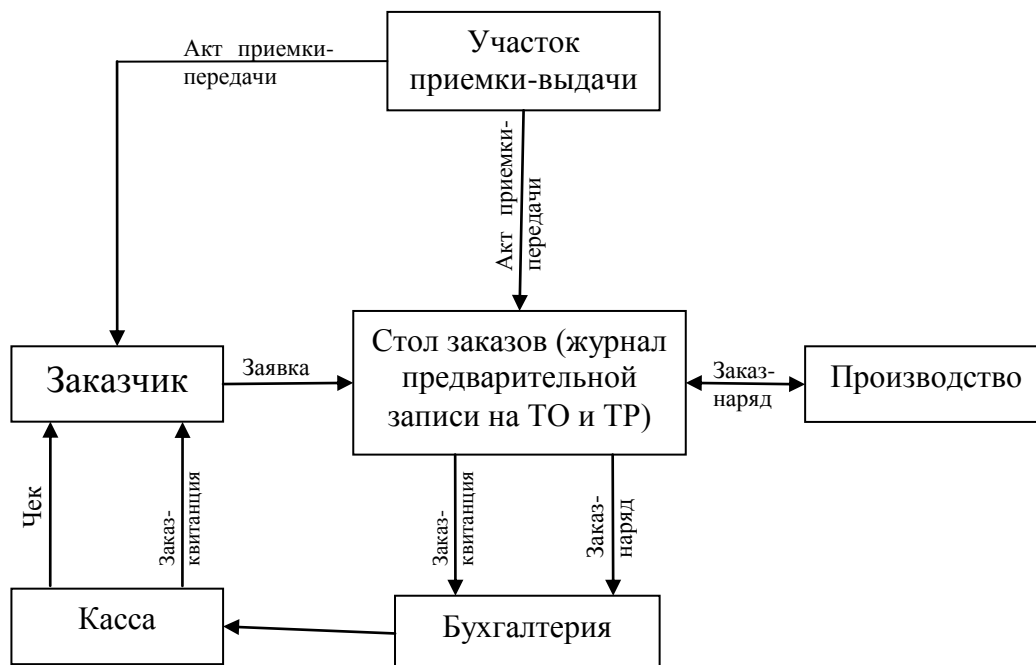 Участок
приемки-выдачи
Акт приемки-
передачи
Акт приемки-
передачи
Стол заказов (журнал
предварительной
записи на ТО и ТР)
Заказчик
Заявка
Заказ-
наряд
Производство
Чек
Заказ-
квитанция
Заказ-
квитанция
Заказ-
наряд
Касса
Бухгалтерия